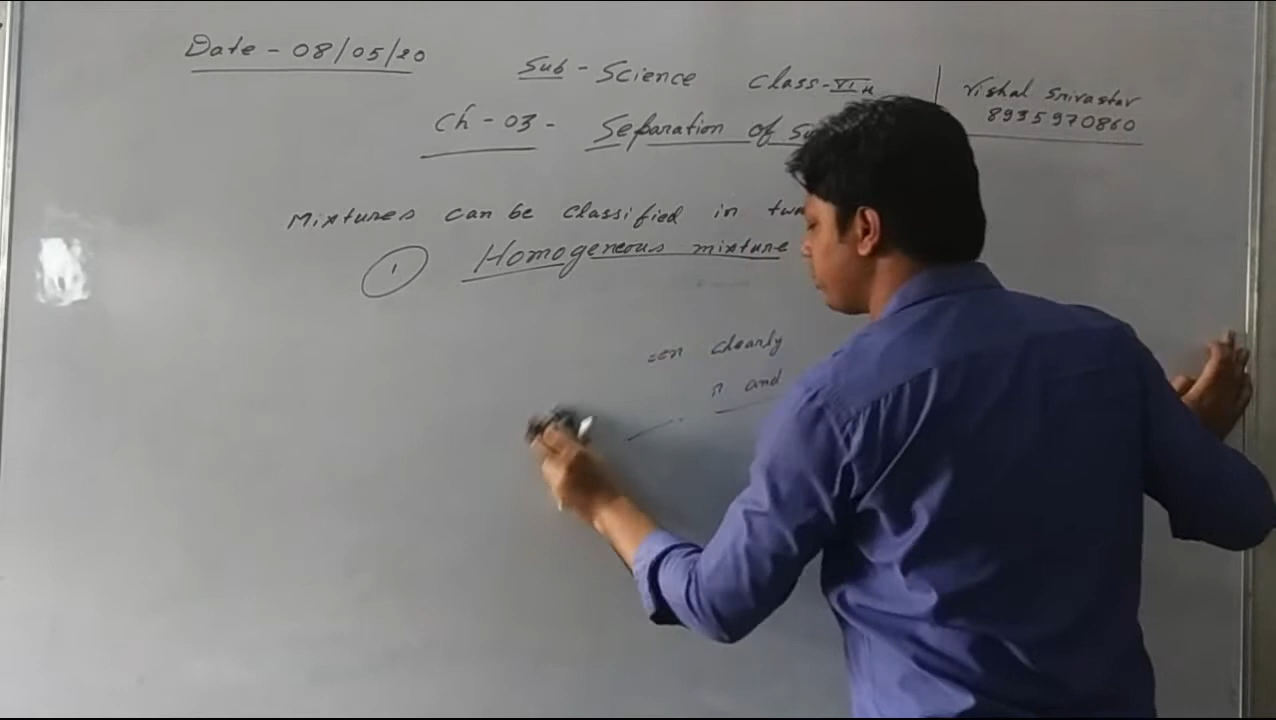 Date - 08/05/20
Sub - Science Class - VI
Vishal Srivastav
8935970860
Ch - 03 - Separation of
Mixtures can be classified in
① Homogeneous mixture
clearly
and